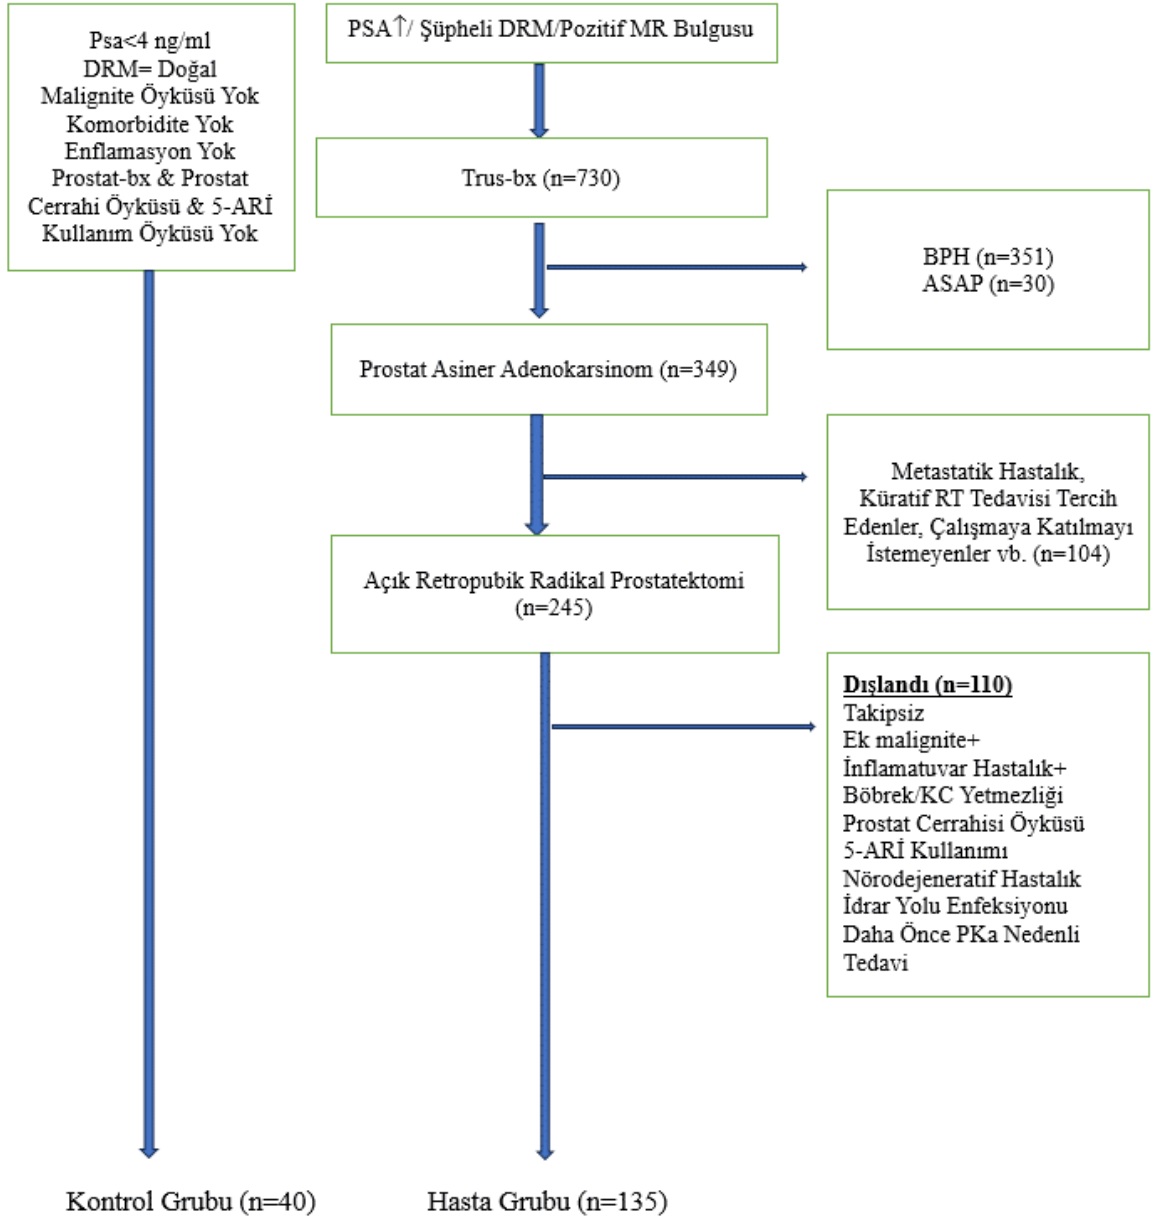 Psa<4 ng/ml
DRM= Doğal
Malignite Öyküsü Yok
Komorbidite Yok
Enflamasyon Yok
Prostat-bx & Prostat
Cerrahi Öyküsü & 5-ARİ
Kullanım Öyküsü Yok
PSA↑/ Şüpheli DRM/Pozitif MR Bulgusu
Trus-bx (n=730)
BPH (n=351)
ASAP (n=30)
Prostat Asiner Adenokarsinom (n=349)
Metastatik Hastalık,
Küratif RT Tedavisi Tercih
Edenler, Çalışmaya Katılmayı
İstemeyenler vb. (n=104)
Açık Retropubik Radikal Prostatektomi
(n=245)
Dışlandı (n=110)
Takipsiz
Ek malignite+
İnflamatuvar Hastalık+
Böbrek/KC Yetmezliği
Prostat Cerrahisi Öyküsü
5-ARİ Kullanımı
Nörodejeneratif Hastalık
İdrar Yolu Enfeksiyonu
Daha Önce PKa Nedenli
Tedavi
Kontrol Grubu (n=40)
Hasta Grubu (n=135)